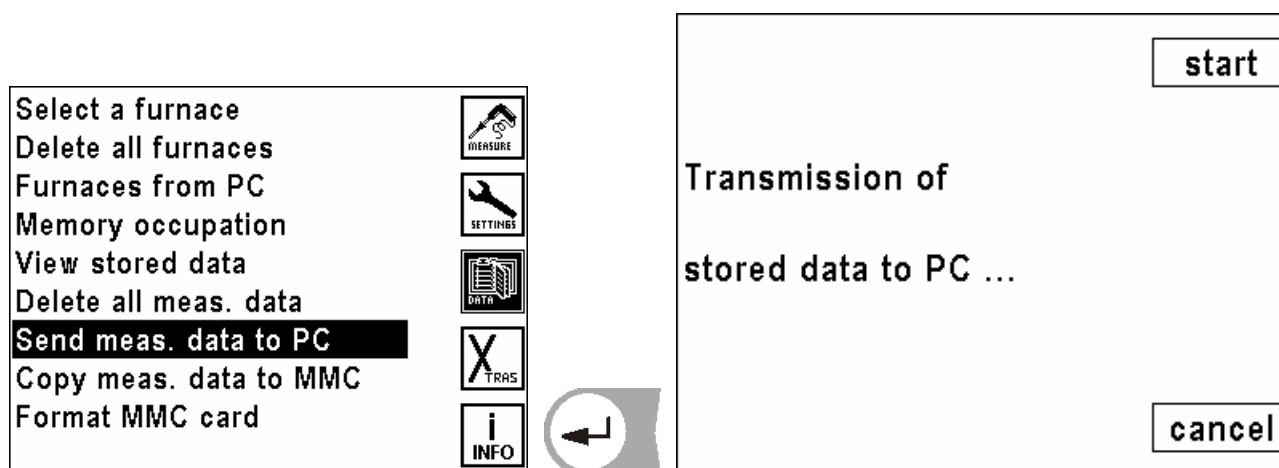 Select a furnace
Delete all furnaces
Furnaces from PC
Memory occupation
View stored data
Delete all meas. data
Send meas. data to PC
Copy meas. data to MMC
Format MMC card
MEASURE
SETTINGS
DATA
XTRAS
i
INFO
start
Transmission of
stored data to PC ...
cancel